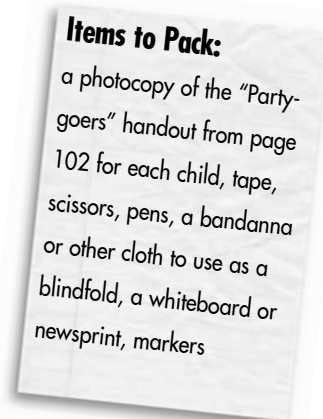 Items to Pack:
a photocopy of the “Party-
goers” handout from page
102 for each child, tape,
scissors, pens, a bandanna
or other cloth to use as a
blindfold, a whiteboard or
newsprint, markers